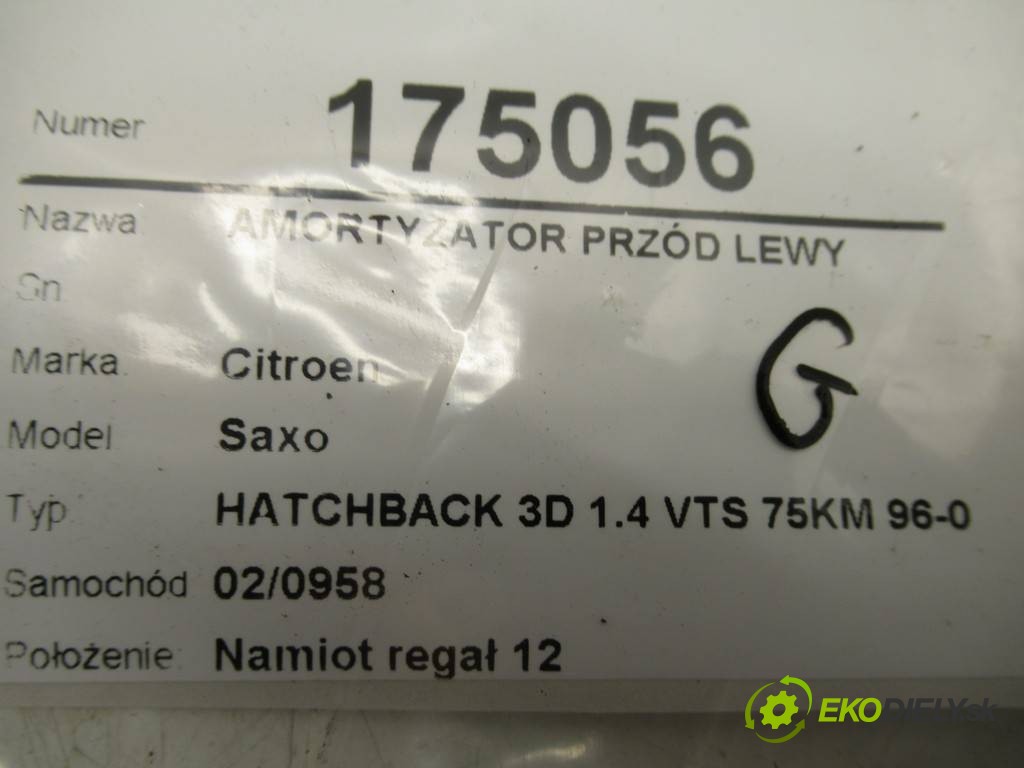 Numer 175056
Nazwa AMORTYZATOR PRZÓD LEWY
Sn
Marka Citroen
G
Model Saxo
Typ HATCHBACK 3D 1.4 VTS 75KM 96-0
Samochód 02/0958
Położenie: Namiot regał 12
EKODIELY.sk